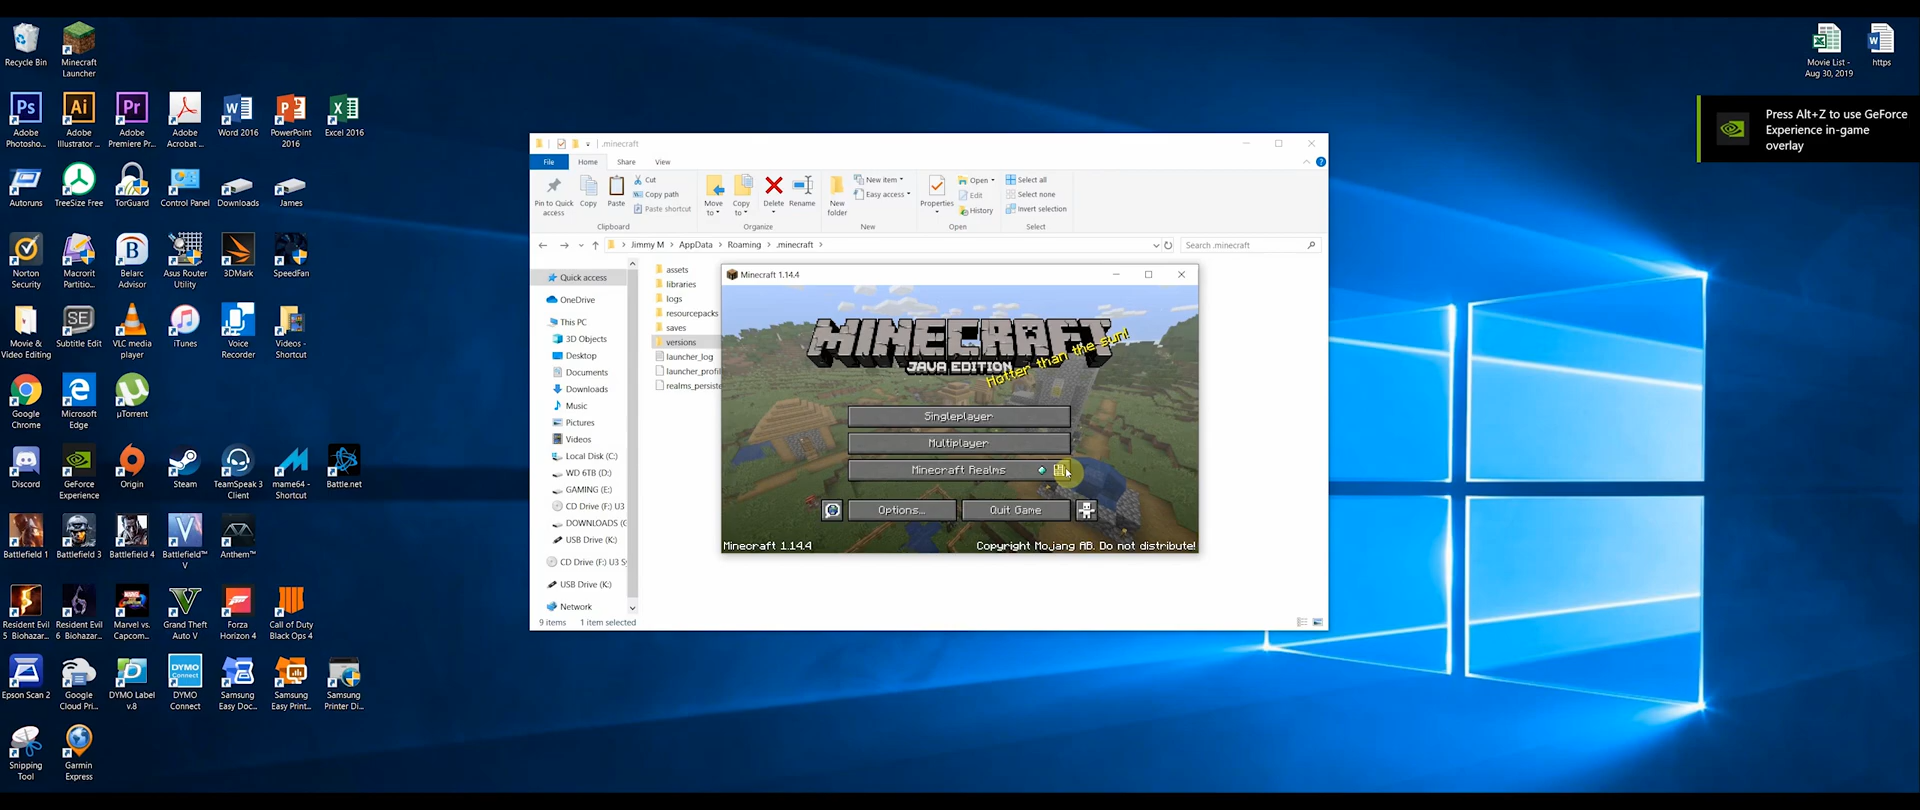 Recycle Bin
Minecraft
Launcher
Movie List -
Aug 30, 2019
https
Press Alt+Z to use GeForce
Experience in-game
overlay
Adobe
Photosho...
Adobe
Illustrator ...
Adobe
Premiere Pr...
Adobe
Acrobat ...
Word 2016
PowerPoint
2016
Excel 2016
Autoruns
TreeSize Free
TorGuard
Control Panel
Downloads
James
Norton
Security
Macrorit
Partitio...
Belarc
Advisor
Asus Router
Utility
3DMark
SpeedFan
Movie &
Video Editing
Subtitle Edit
VLC media
player
iTunes
Voice
Recorder
Videos -
Shortcut
Google
Chrome
Microsoft
Edge
µTorrent
Discord
GeForce
Experience
Origin
Steam
TeamSpeak 3
Client
mame64 -
Shortcut
Battle.net
Battlefield 1
Battlefield 3
Battlefield 4
Battlefield™
V
Anthem™
Resident Evil
5 Biohazar...
Resident Evil
6 Biohazar...
Marvel vs.
Capcom...
Grand Theft
Auto V
Forza
Horizon 4
Call of Duty
Black Ops 4
Epson Scan 2
Google
Cloud Pri...
DYMO Label
v.8
DYMO
Connect
Samsung
Easy Doc...
Samsung
Easy Print...
Samsung
Printer Di...
Snipping
Tool
Garmin
Express
.minecraft
File
Home
Share
View
Pin to Quick
access
Copy
Paste
Cut
Copy path
Paste shortcut
Clipboard
Move
to
Copy
to
Delete
Rename
Organize
New
folder
New item
Easy access
New
Properties
Open
Edit
History
Open
Select all
Select none
Invert selection
Select
Jimmy M > AppData > Roaming > .minecraft >
Search .minecraft
Quick access
OneDrive
This PC
3D Objects
Desktop
Documents
Downloads
Music
Pictures
Videos
Local Disk (C:)
WD 6TB (D:)
GAMING (E:)
CD Drive (F:) U3
DOWNLOADS (G
USB Drive (K:)
CD Drive (F:) U3 Sy
USB Drive (K:)
Network
assets
libraries
logs
resourcepacks
saves
versions
launcher_log
launcher_profil
realms_persiste
9 items
1 item selected
Minecraft 1.14.4
MINECRAFT
JAVA EDITION
Hotter than the sun!
Singleplayer
Multiplayer
Minecraft Realms
Options...
Quit Game
Minecraft 1.14.4
Copyright Mojang AB. Do not distribute!